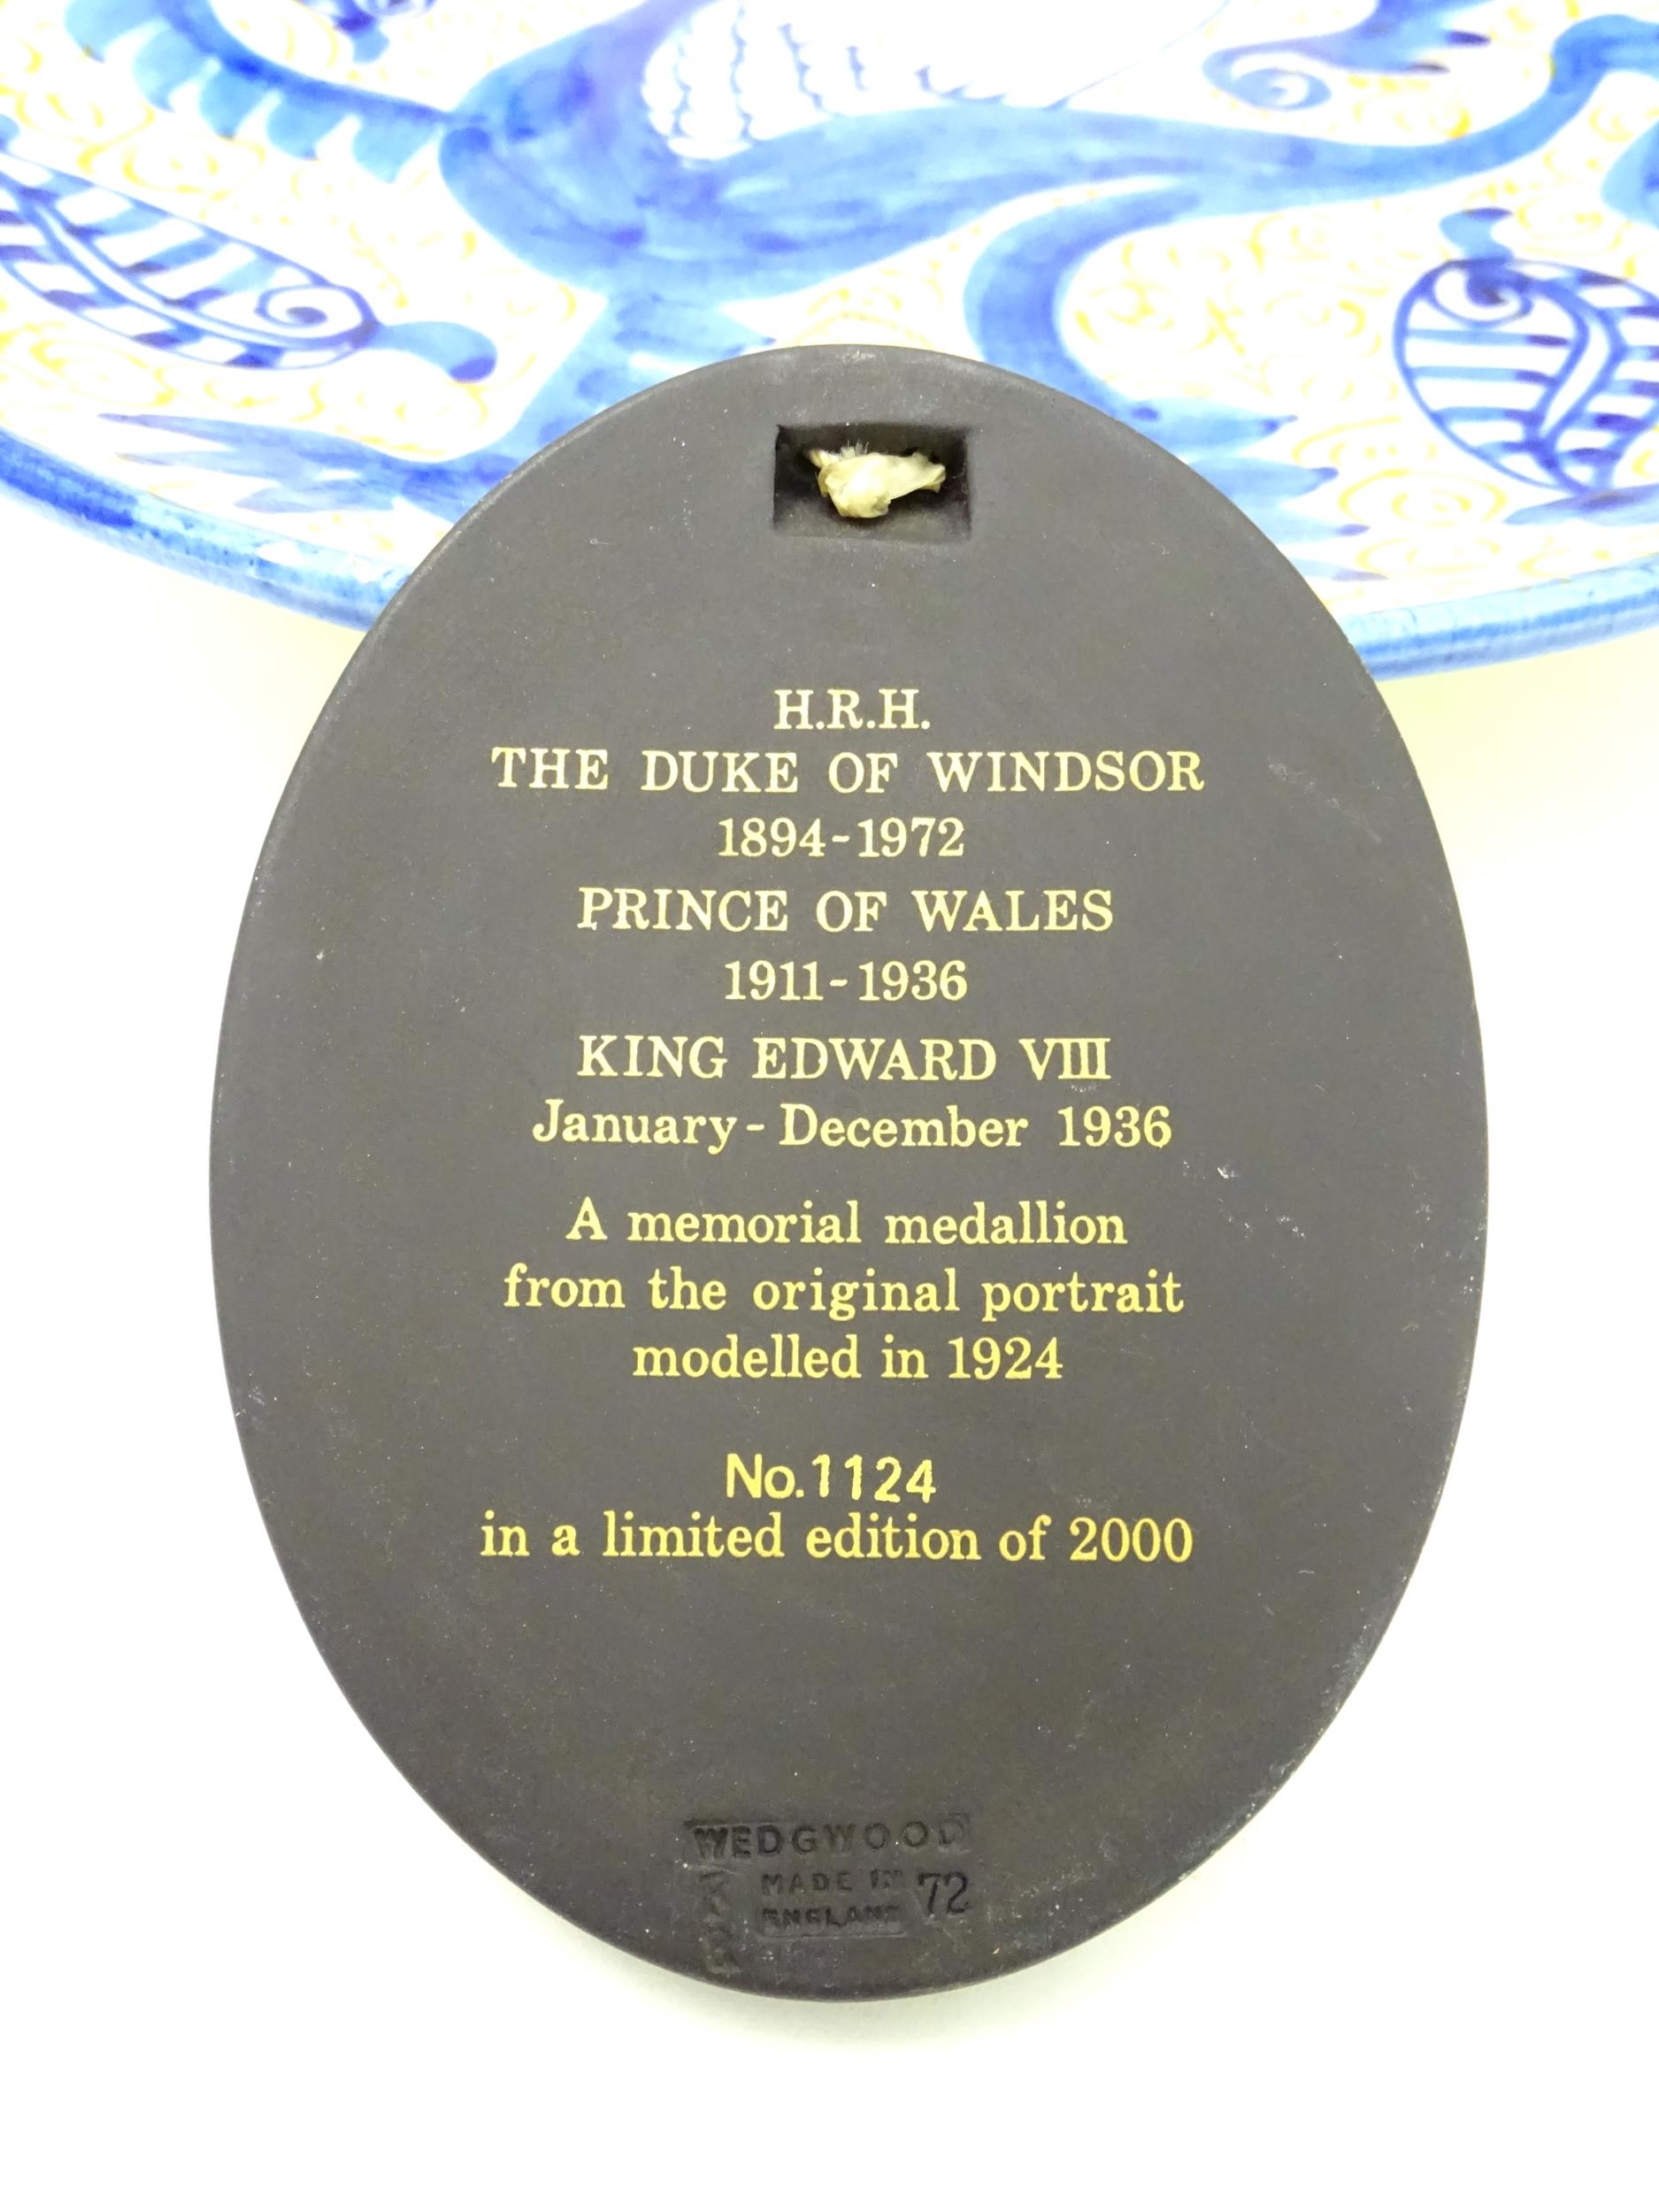 H.R.H.
THE DUKE OF WINDSOR
1894-1972
PRINCE OF WALES
1911-1936
KING EDWARD VIII
January-December 1936
A memorial medallion
from the original portrait
modelled in 1924
No.1124
in a limited edition of 2000
WEDGWOOD
MADE IN
ENGLAND
72